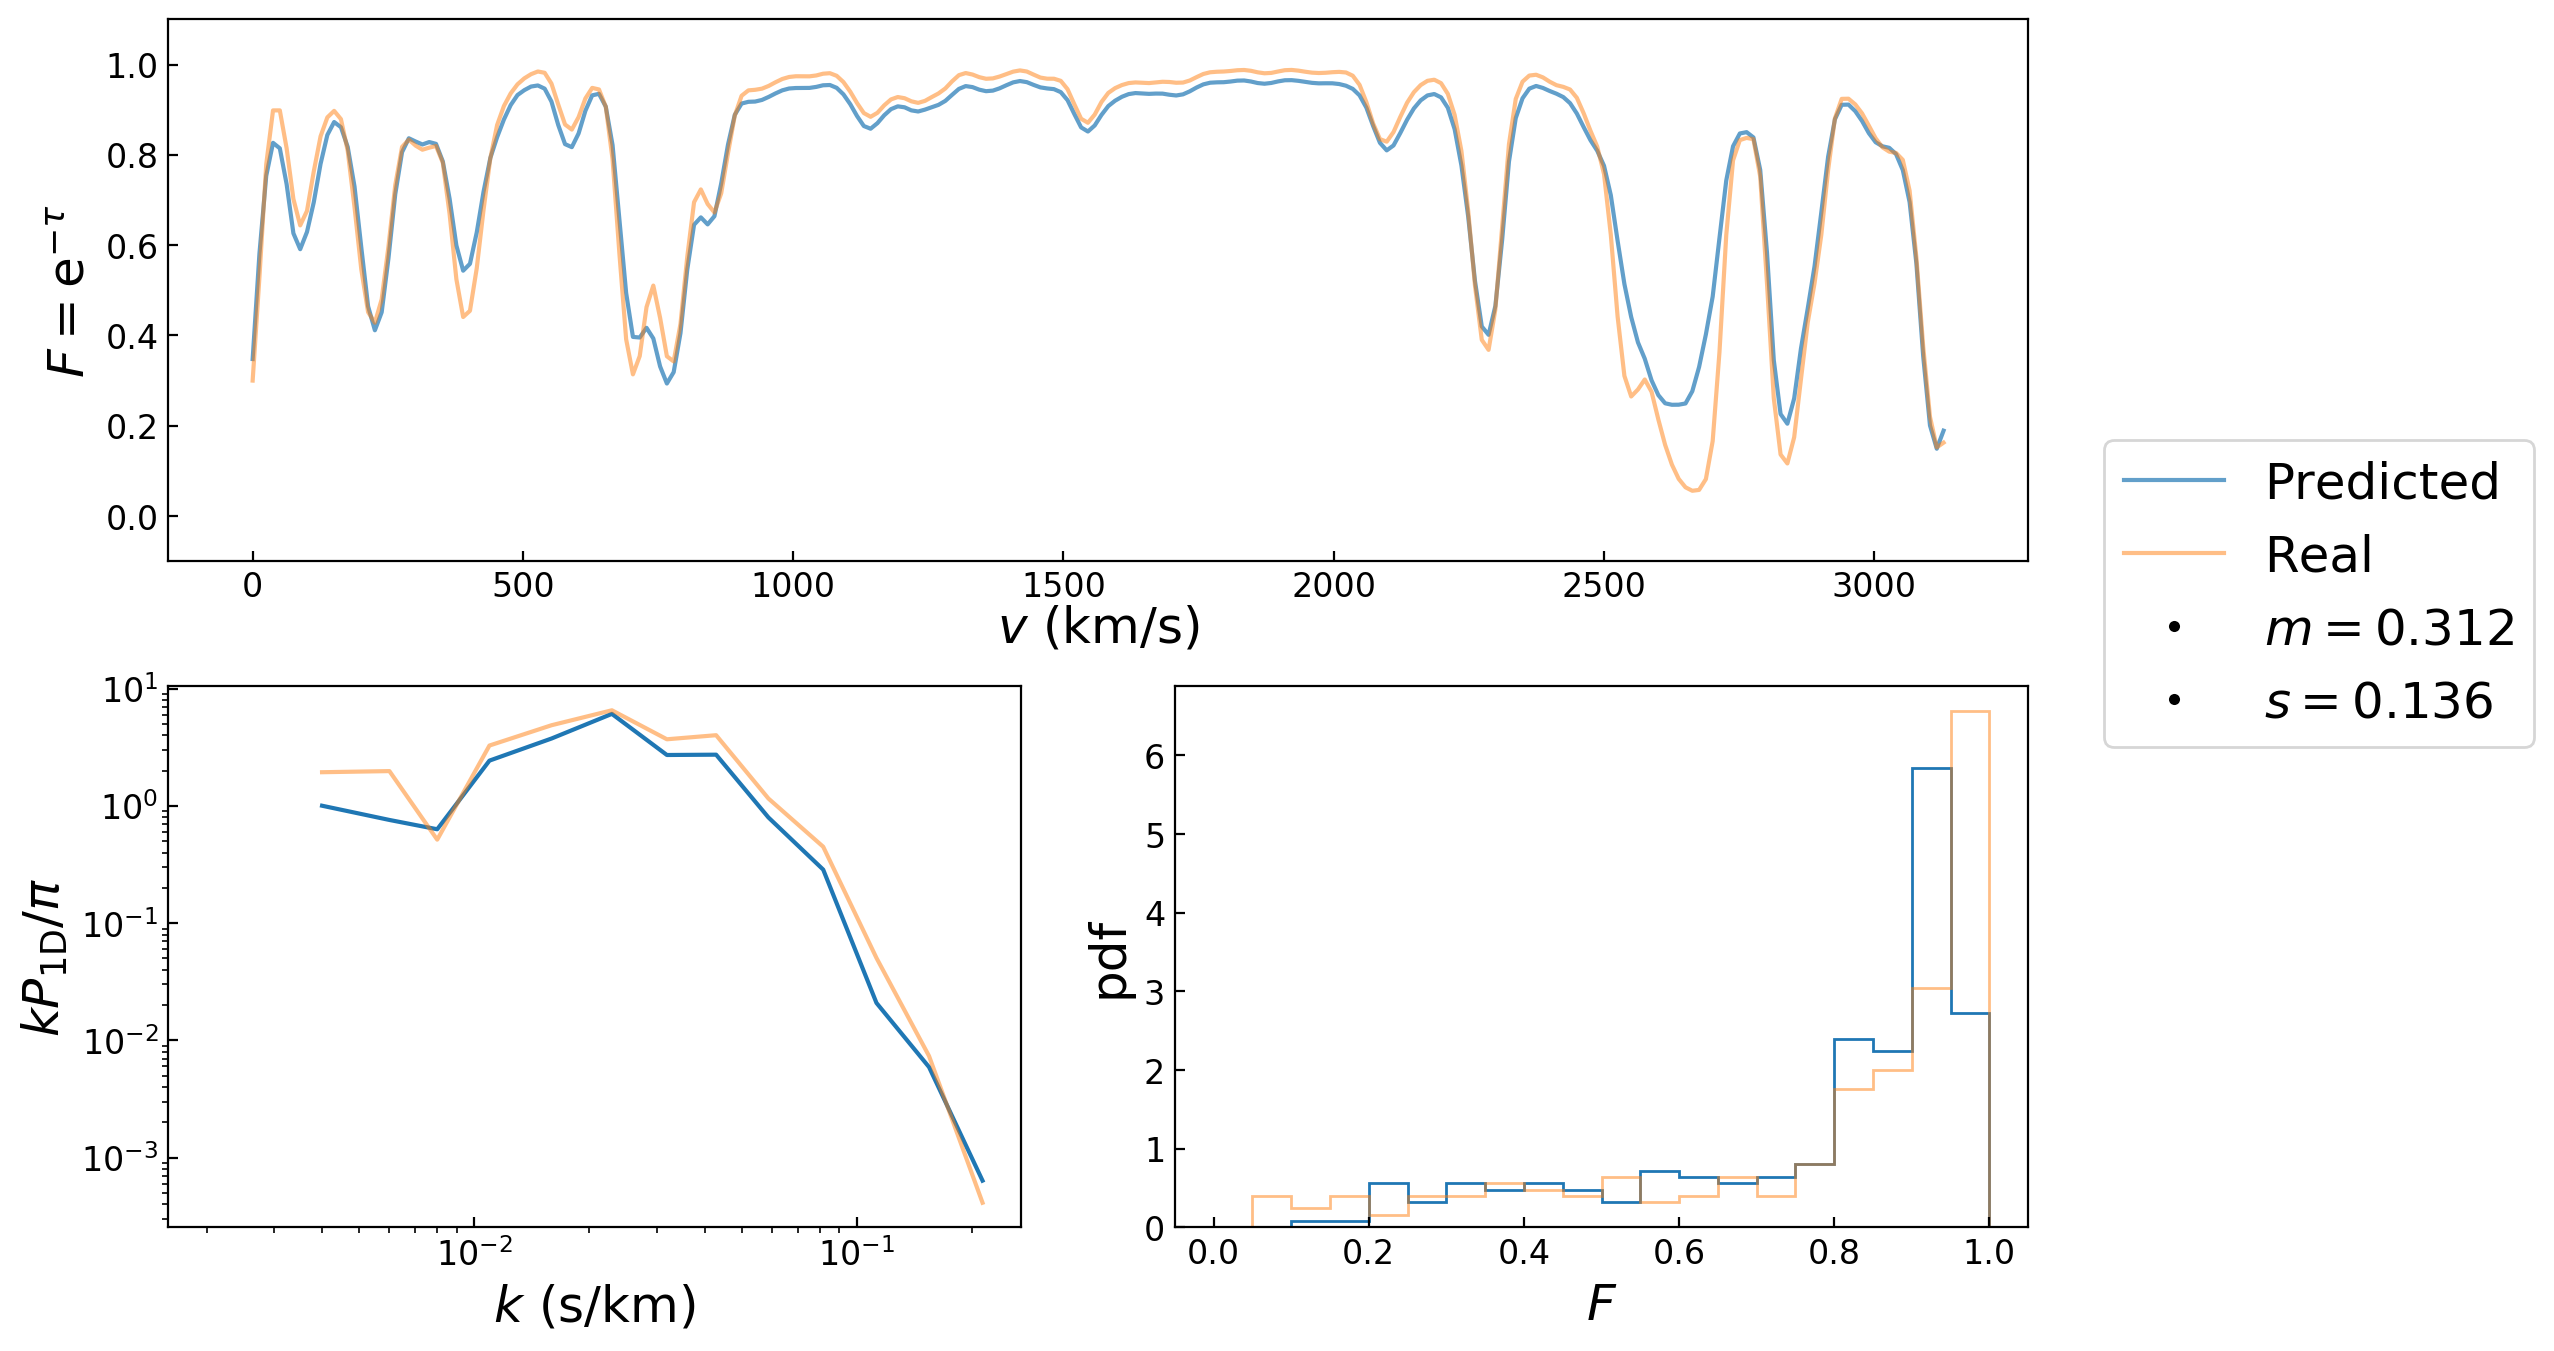 F = e^{−τ}
1.0
0.8
0.6
0.4
0.2
0.0
0 500 1000 1500 2000 2500 3000
v (km/s)
Predicted
Real
m = 0.312
s = 0.136
kP_{1D}/π
10^1
10^0
10^{−1}
10^{−2}
10^{−3}
10^{−2} 10^{−1}
k (s/km)
pdf
6
5
4
3
2
1
0
0.0 0.2 0.4 0.6 0.8 1.0
F